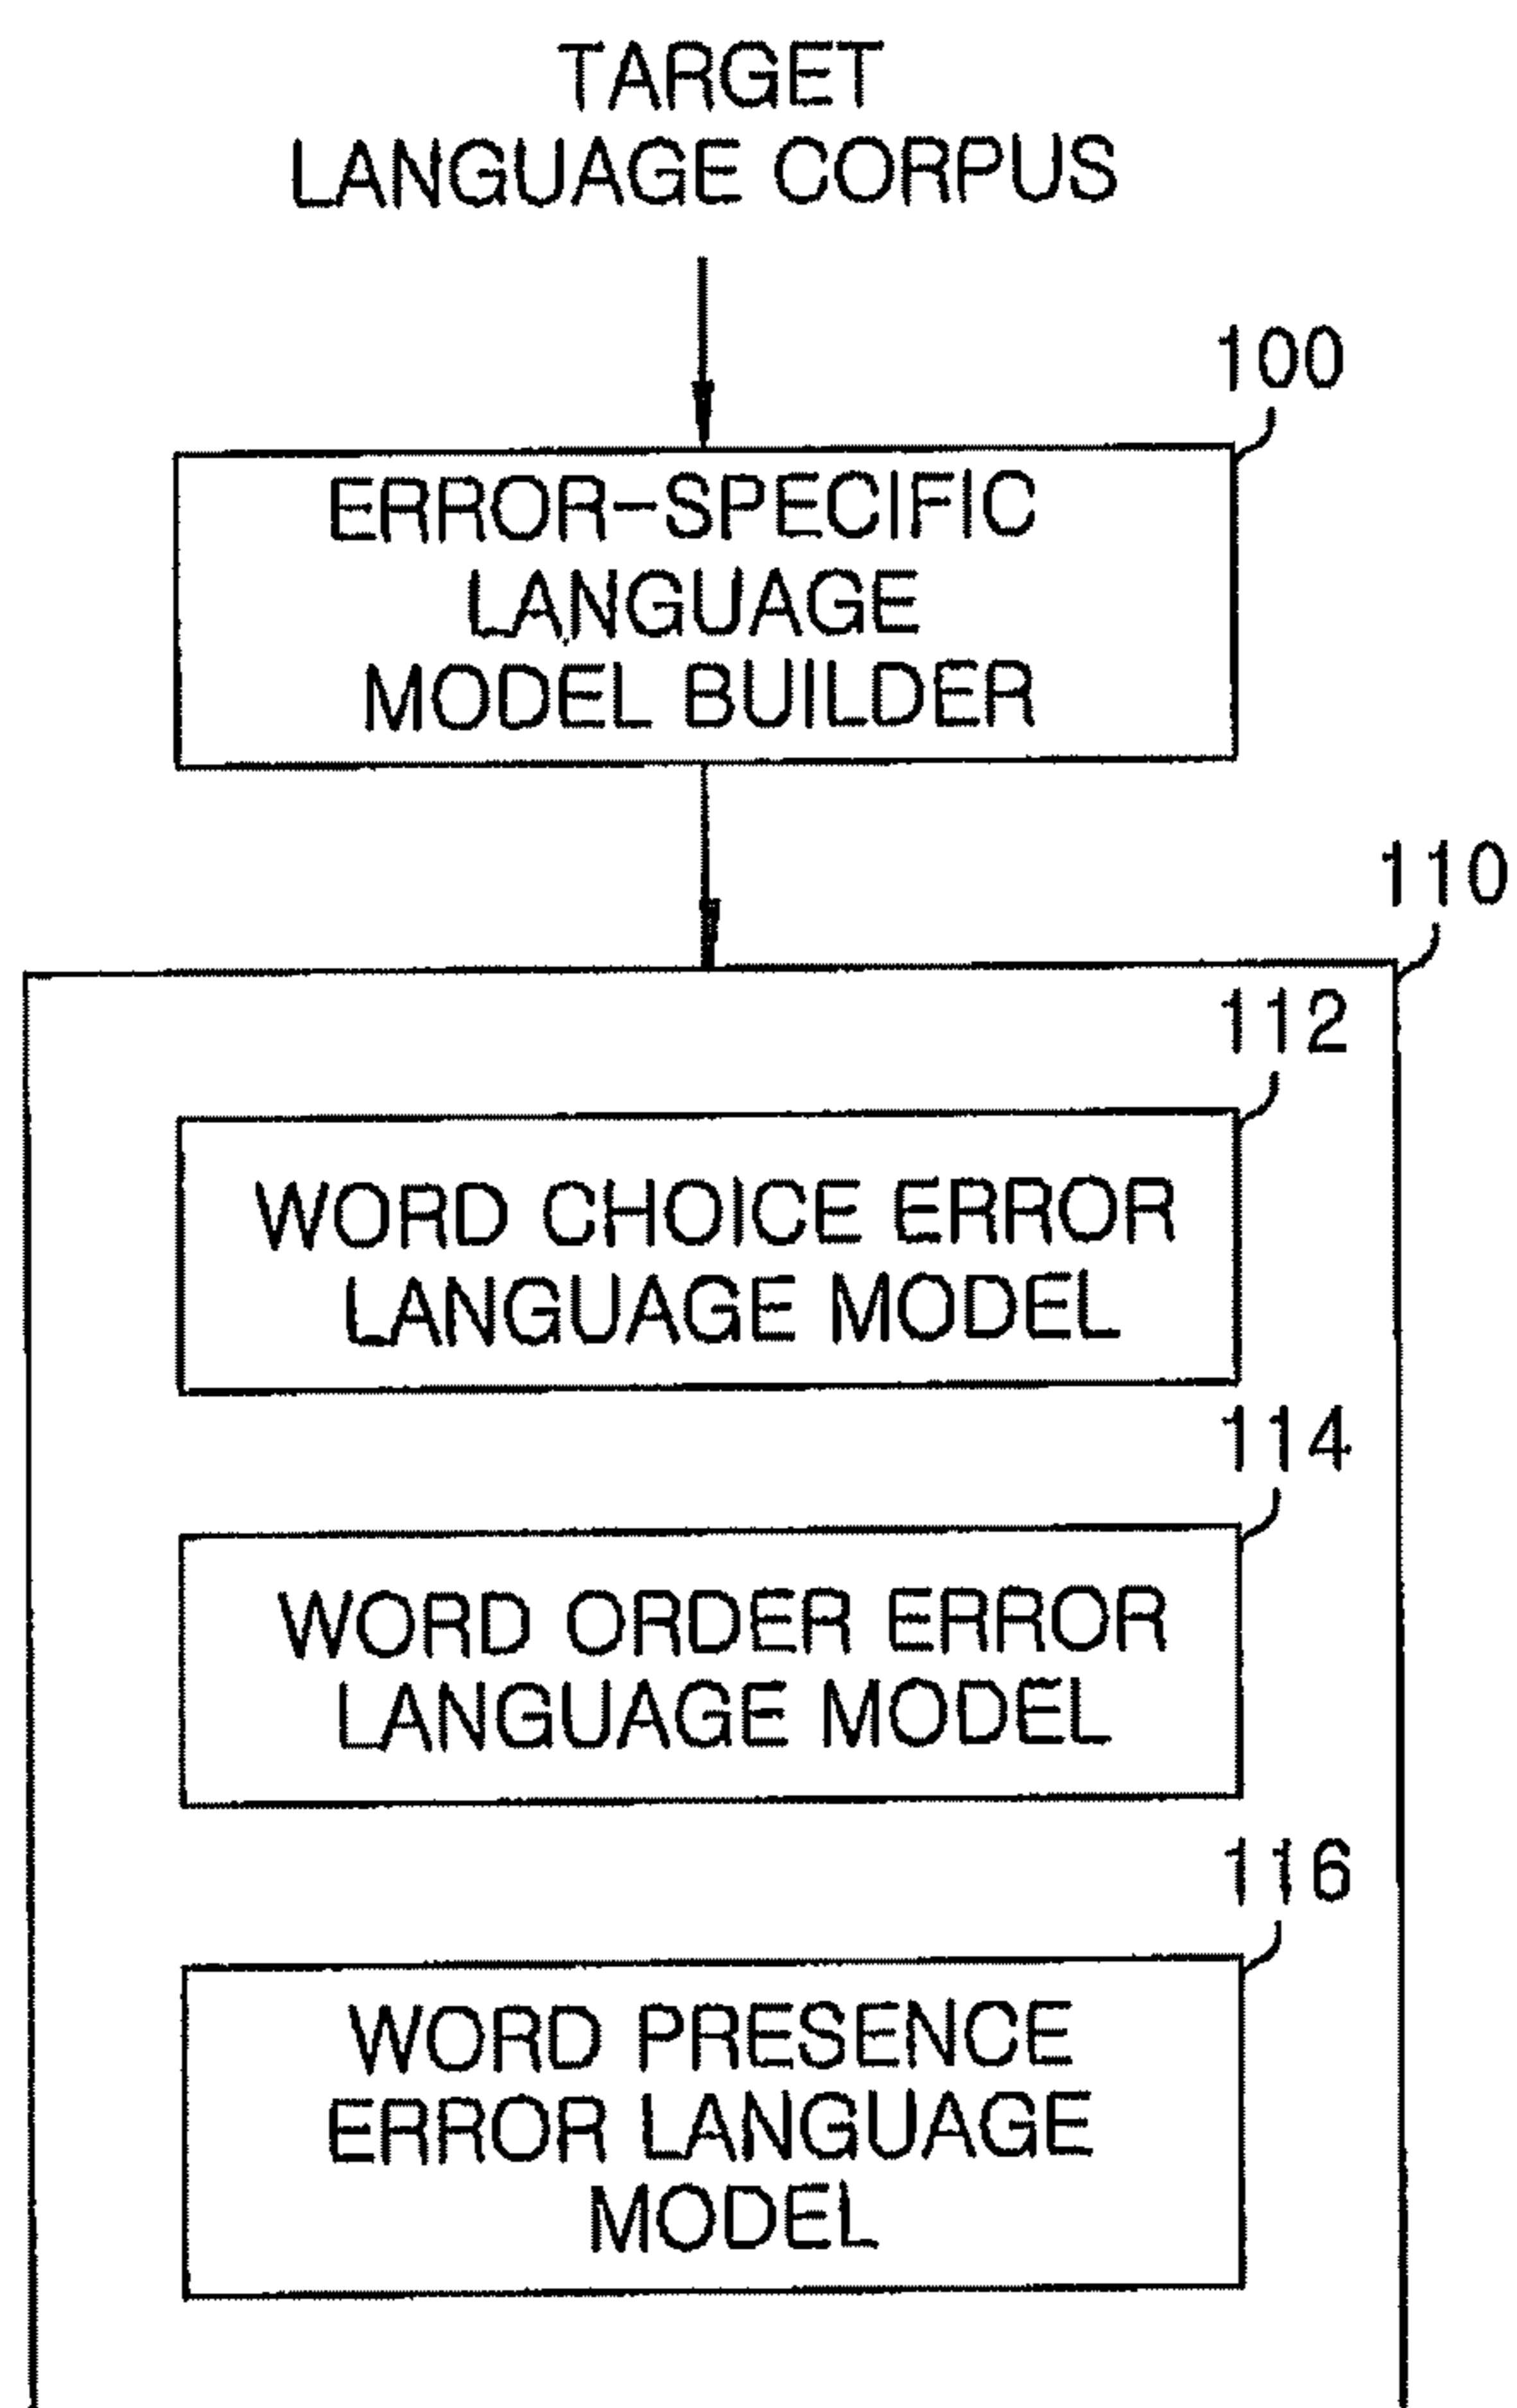 TARGET
LANGUAGE CORPUS
100
ERROR-SPECIFIC
LANGUAGE
MODEL BUILDER
110
112
WORD CHOICE ERROR
LANGUAGE MODEL
114
WORD ORDER ERROR
LANGUAGE MODEL
116
WORD PRESENCE
ERROR LANGUAGE
MODEL